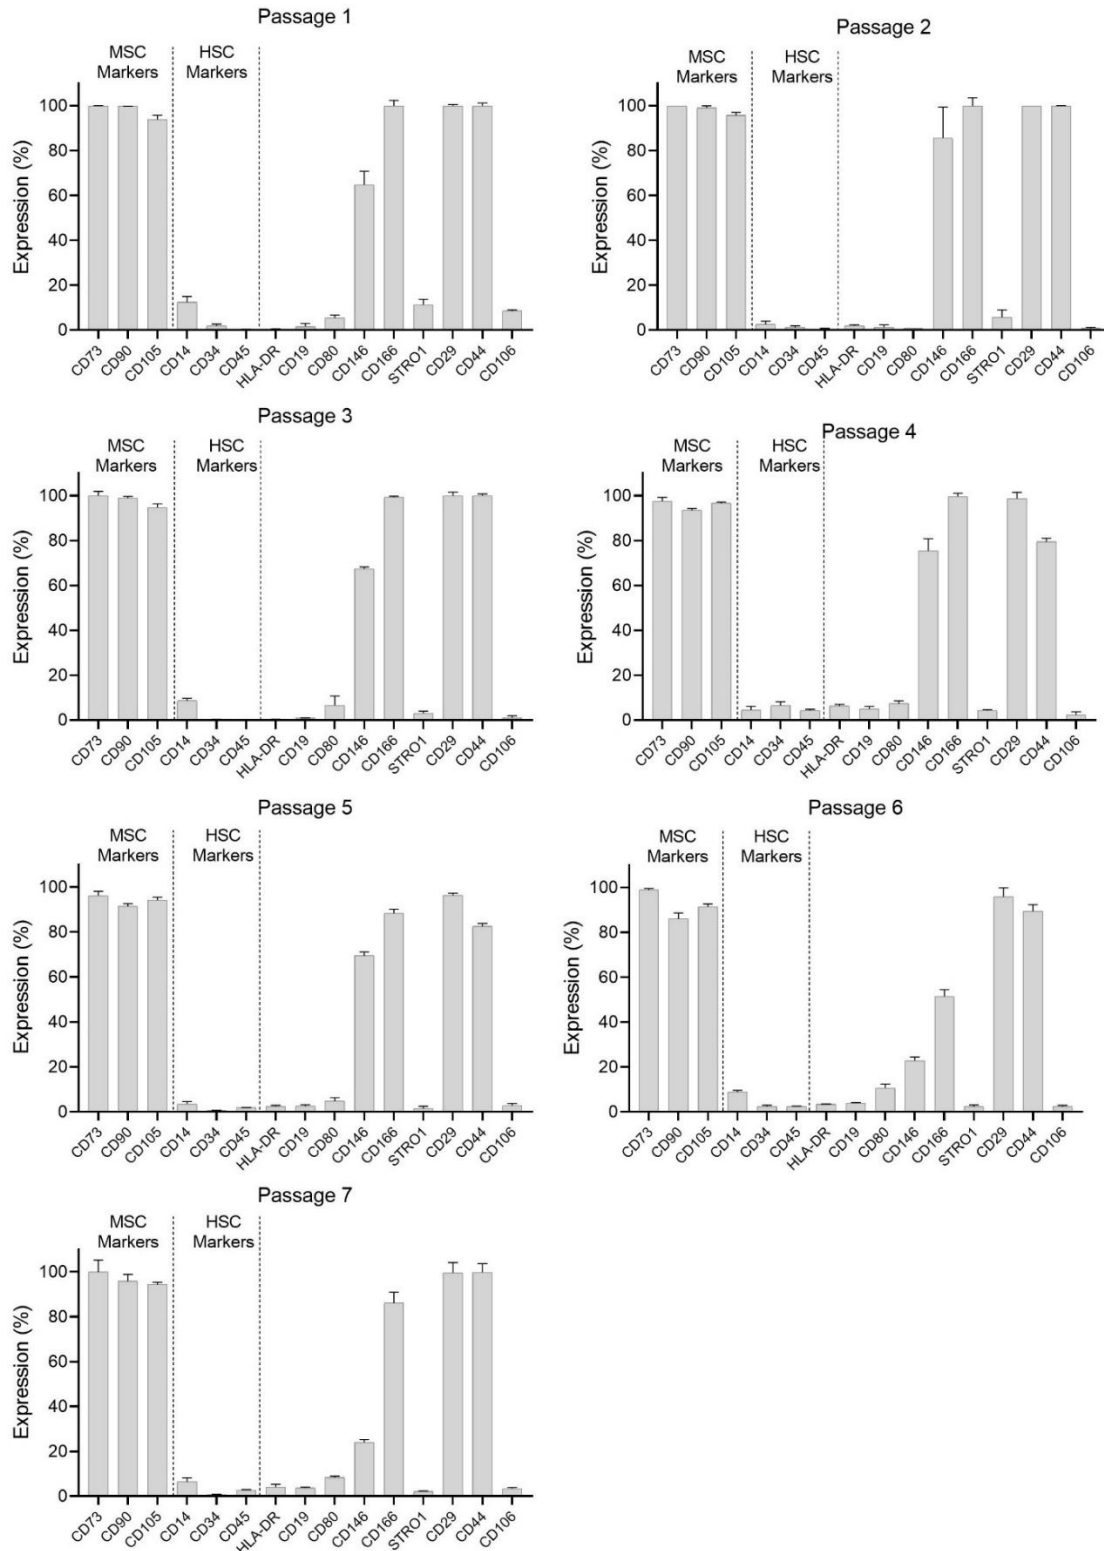 Passage 1
MSC HSC
Markers Markers
Expression (%)
100
80
60
40
20
0
CD73 CD90 CD105 CD14 CD34 CD45 HLA-DR CD19 CD80 CD146 CD166 STRO1 CD29 CD44 CD106
Passage 2
MSC HSC
Markers Markers
Expression (%)
100
80
60
40
20
0
CD73 CD90 CD105 CD14 CD34 CD45 HLA-DR CD19 CD80 CD146 CD166 STRO1 CD29 CD44 CD106
Passage 3
MSC HSC
Markers Markers
Expression (%)
100
80
60
40
20
0
CD73 CD90 CD105 CD14 CD34 CD45 HLA-DR CD19 CD80 CD146 CD166 STRO1 CD29 CD44 CD106
Passage 4
MSC HSC
Markers Markers
Expression (%)
100
80
60
40
20
0
CD73 CD90 CD105 CD14 CD34 CD45 HLA-DR CD19 CD80 CD146 CD166 STRO1 CD29 CD44 CD106
Passage 5
MSC HSC
Markers Markers
Expression (%)
100
80
60
40
20
0
CD73 CD90 CD105 CD14 CD34 CD45 HLA-DR CD19 CD80 CD146 CD166 STRO1 CD29 CD44 CD106
Passage 6
MSC HSC
Markers Markers
Expression (%)
100
80
60
40
20
0
CD73 CD90 CD105 CD14 CD34 CD45 HLA-DR CD19 CD80 CD146 CD166 STRO1 CD29 CD44 CD106
Passage 7
MSC HSC
Markers Markers
Expression (%)
100
80
60
40
20
0
CD73 CD90 CD105 CD14 CD34 CD45 HLA-DR CD19 CD80 CD146 CD166 STRO1 CD29 CD44 CD106